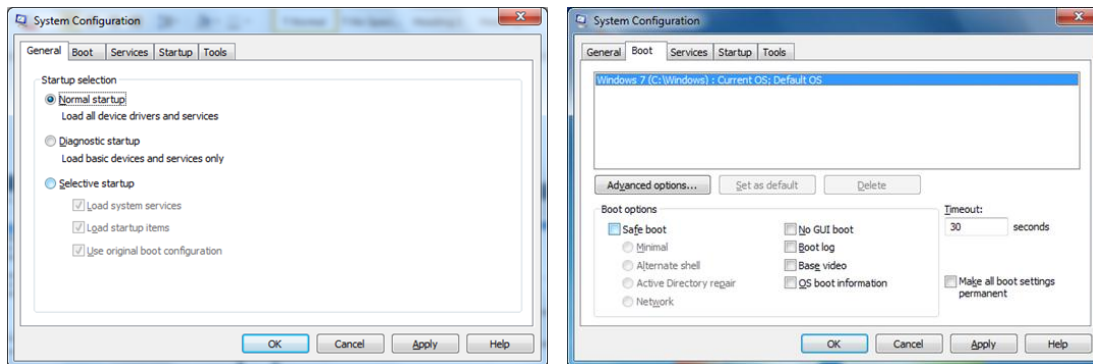 System Configuration
General Boot Services Startup Tools
Startup selection
Normal startup
Load all device drivers and services
Diagnostic startup
Load basic devices and services only
Selective startup
Load system services
Load startup items
Use original boot configuration
OK Cancel Apply Help
System Configuration
General Boot Services Startup Tools
Windows 7 (C:\Windows) : Current OS; Default OS
Advanced options... Set as default Delete
Boot options
Safe boot
Minimal
Alternate shell
Active Directory repair
Network
No GUI boot
Boot log
Base video
OS boot information
Timeout:
30 seconds
Make all boot settings
permanent
OK Cancel Apply Help